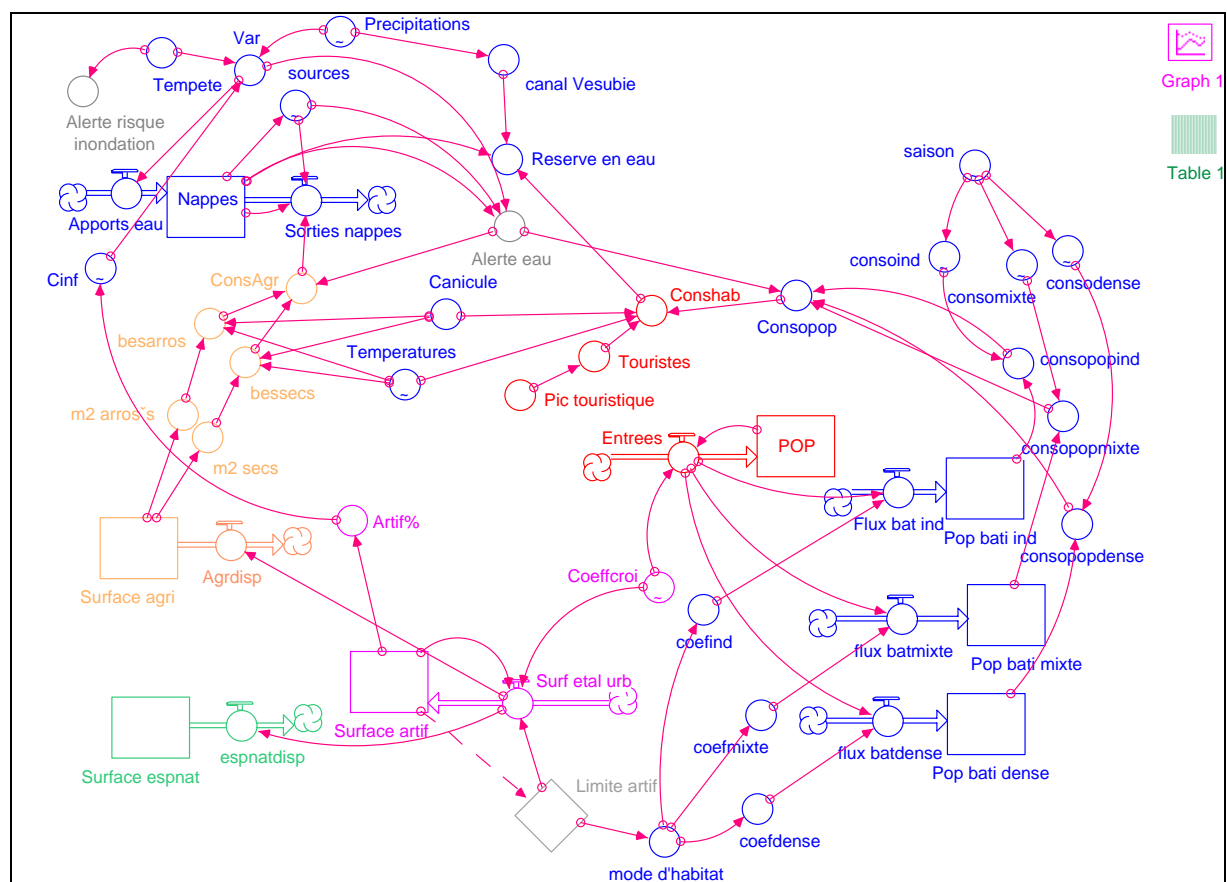 Precipitations
Var
Graph 1
Tempete
sources
canal Vesubie
Alerte risque
inondation
Reserve en eau
saison
Table 1
Nappes
Apports eau
Sorties nappes
Alerte eau
consoind
consomixte
consodense
Cinf
ConsAgr
Canicule
Conshab
Consopop
besarros
Temperatures
bessecs
Touristes
consopopind
Pic touristique
m2 arrosˇs
m2 secs
Entrees
POP
consopopmixte
Artif%
Flux bat ind
Pop bati ind
consopopdense
Agrdisp
Surface agri
Coeffcroi
coefind
flux batmixte
Pop bati mixte
Surf etal urb
Surface artif
espnatdisp
Surface espnat
coefmixte
flux batdense
Pop bati dense
Limite artif
coefdense
mode d'habitat
~
~
~
~
~
~
~
~
~